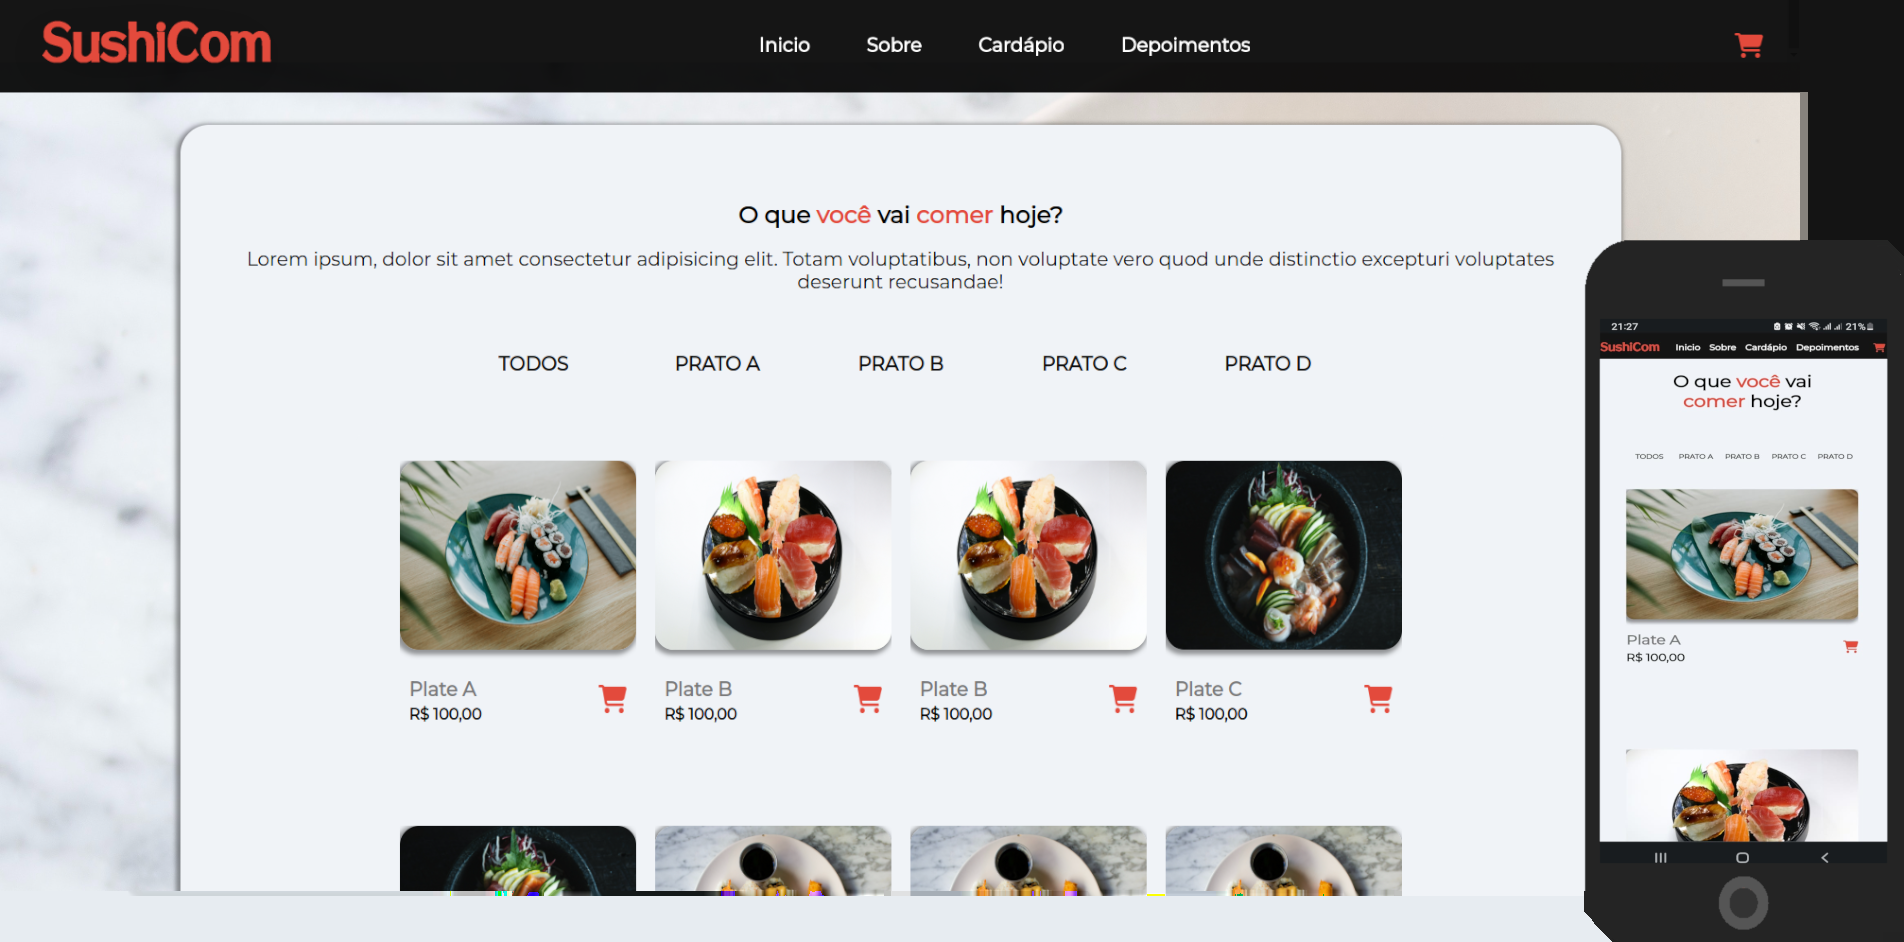 SushiCom
Inicio Sobre Cardápio Depoimentos
O que você vai comer hoje?
Lorem ipsum, dolor sit amet consectetur adipisicing elit. Totam voluptatibus, non voluptate vero quod unde distinctio excepturi voluptates
deserunt recusandae!
TODOS PRATO A PRATO B PRATO C PRATO D
Plate A
R$ 100,00
Plate B
R$ 100,00
Plate B
R$ 100,00
Plate C
R$ 100,00
21:27 21%
SushiCom Inicio Sobre Cardápio Depoimentos
O que você vai
comer hoje?
TODOS PRATO A PRATO B PRATO C PRATO D
Plate A
R$ 100,00